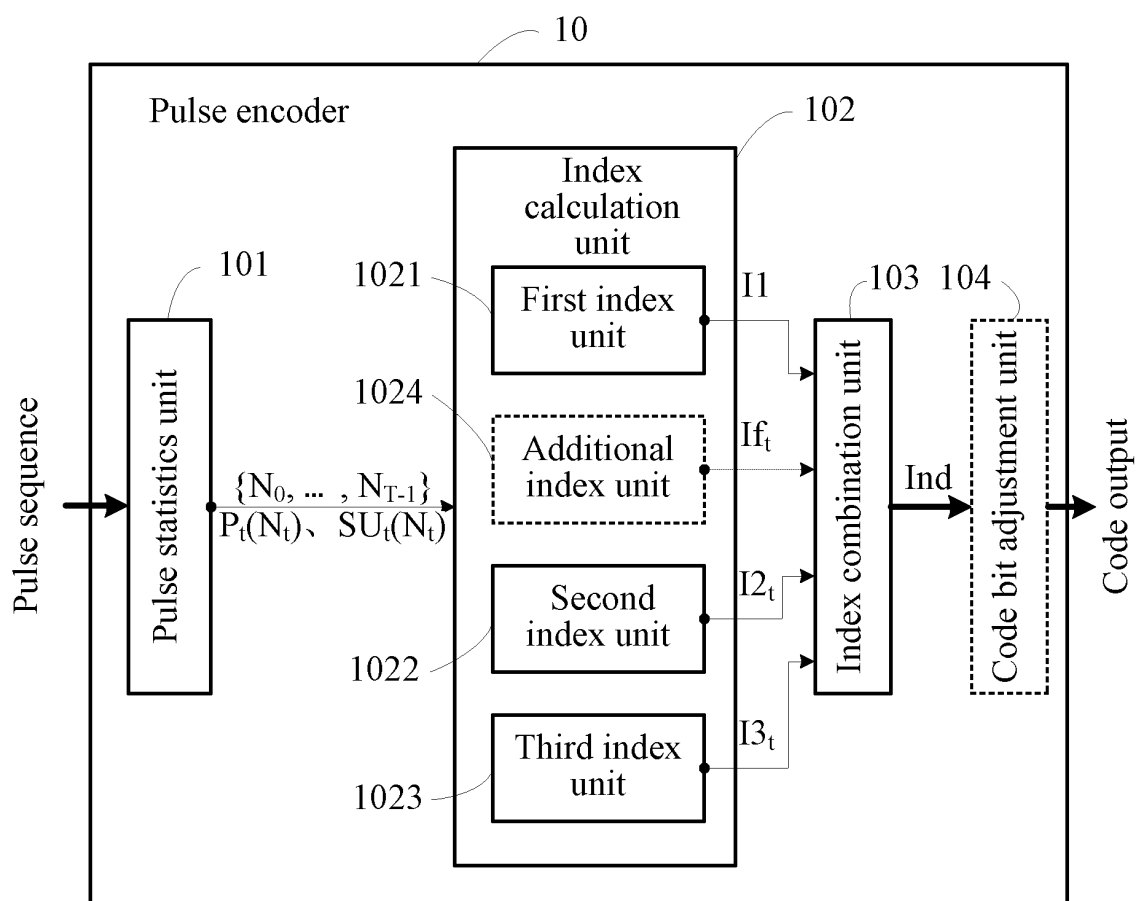 10
Pulse encoder
102
Index
calculation
unit
101
1021
First index
unit
I1
103
104
1024
Additional
index unit
If_t
Pulse sequence
Pulse statistics unit
{N_0, ... , N_{T-1}}
P_t(N_t)、SU_t(N_t)
Index combination unit
Ind
Code bit adjustment unit
Code output
Second
index unit
I2_t
1022
Third index
unit
I3_t
1023